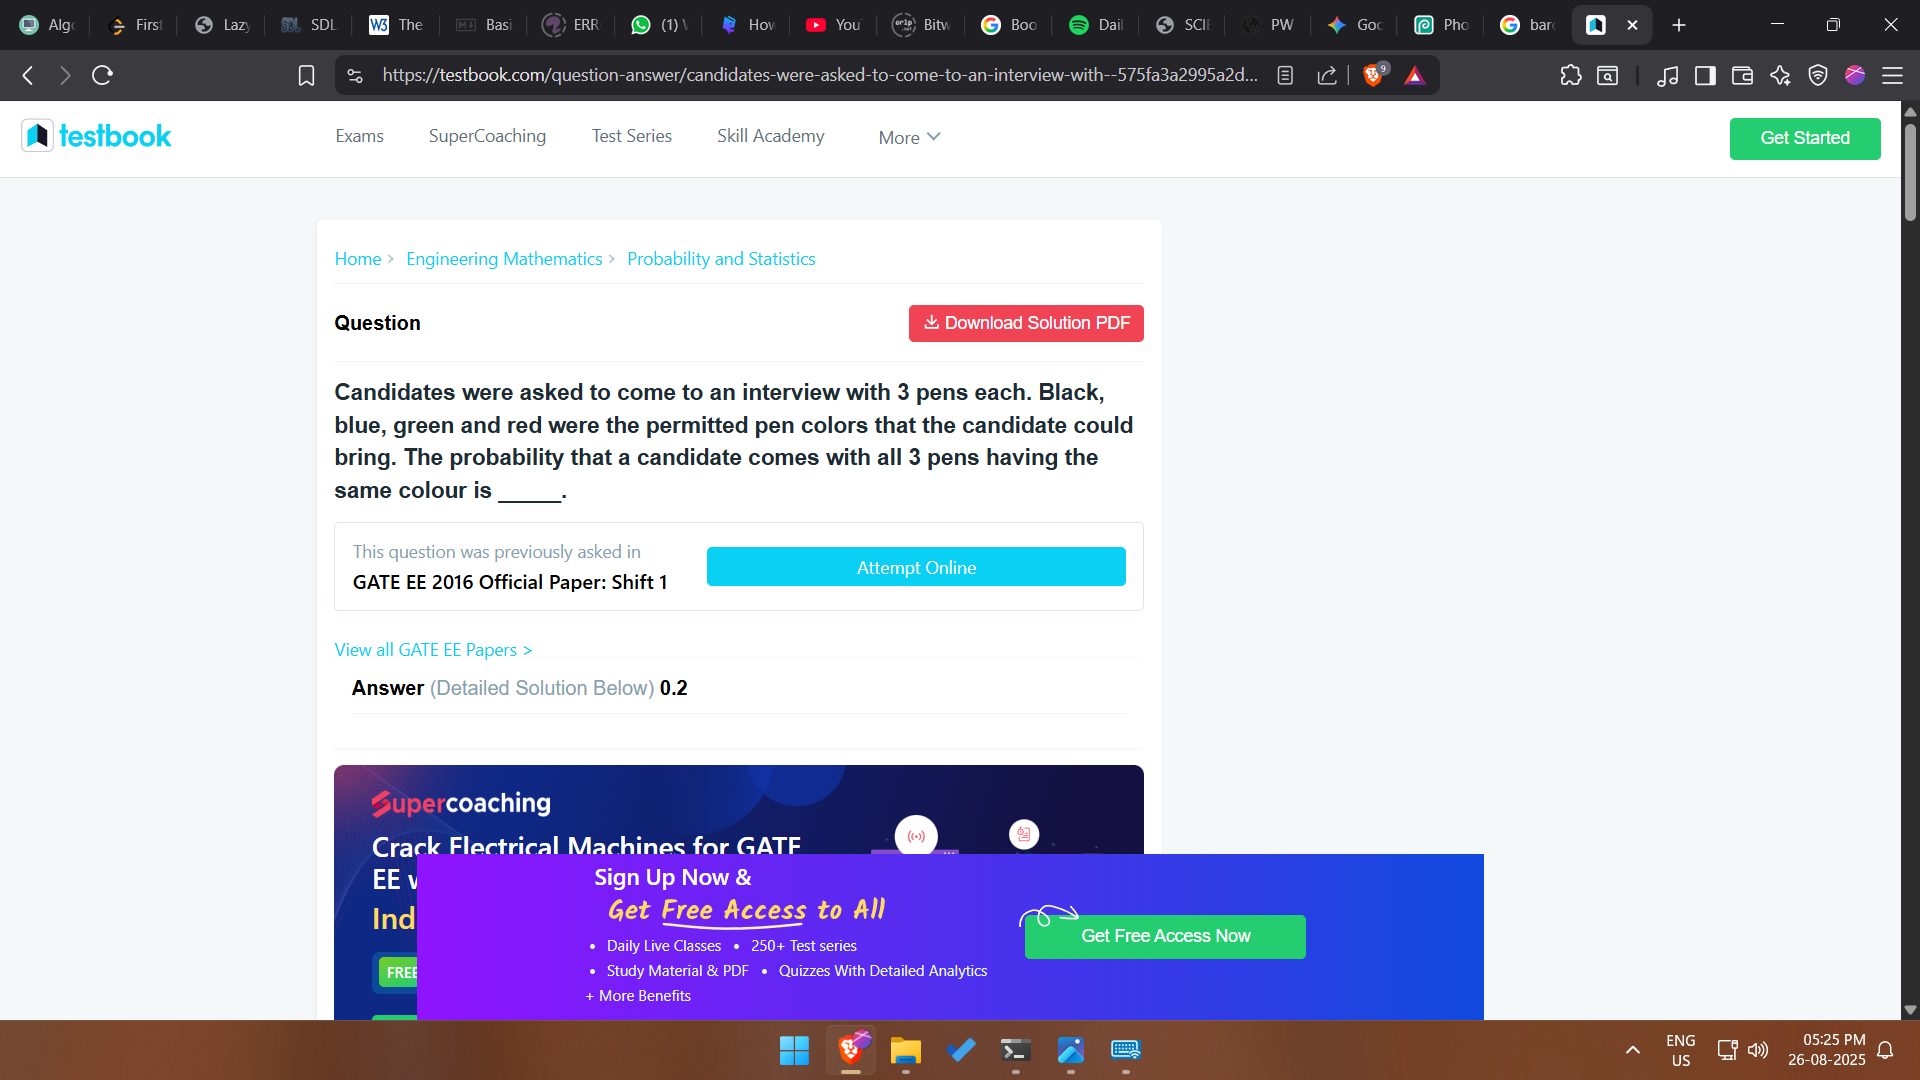 Algo
First
Lazy
SDL
The
Basi
ERR
(1) W
How
You
Bitw
Boo
Dail
SCIE
PW
Goo
Pho
bar
https://testbook.com/question-answer/candidates-were-asked-to-come-to-an-interview-with--575fa3a2995a2d...
9
testbook
Exams
SuperCoaching
Test Series
Skill Academy
More
Get Started
Home > Engineering Mathematics > Probability and Statistics
Question
Download Solution PDF
Candidates were asked to come to an interview with 3 pens each. Black,
blue, green and red were the permitted pen colors that the candidate could
bring. The probability that a candidate comes with all 3 pens having the
same colour is _____.
This question was previously asked in
GATE EE 2016 Official Paper: Shift 1
Attempt Online
View all GATE EE Papers >
Answer (Detailed Solution Below) 0.2
Supercoaching
Crack Electrical Machines for GATE
EE w
Ind
FREE
Sign Up Now &
Get Free Access to All
• Daily Live Classes • 250+ Test series
• Study Material & PDF • Quizzes With Detailed Analytics
+ More Benefits
Get Free Access Now
ENG
US
05:25 PM
26-08-2025